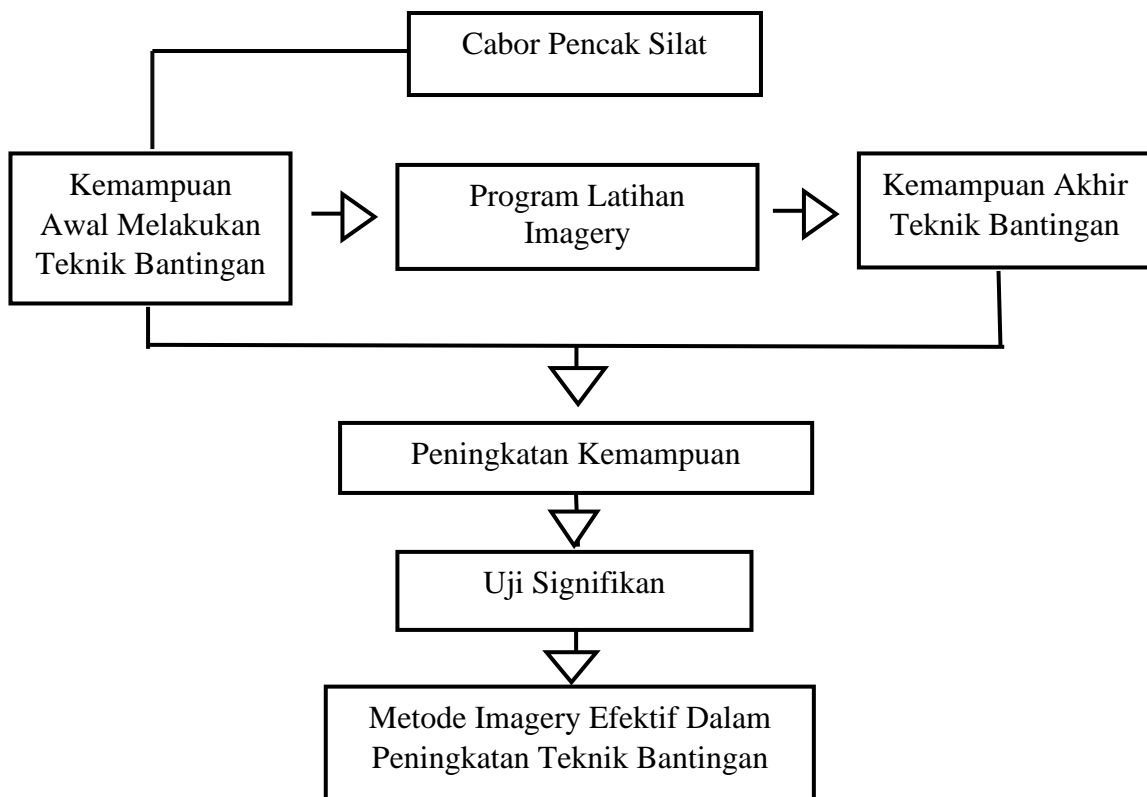 Cabor Pencak Silat
Kemampuan
Awal Melakukan
Teknik Bantingan
Program Latihan
Imagery
Kemampuan Akhir
Teknik Bantingan
Peningkatan Kemampuan
Uji Signifikan
Metode Imagery Efektif Dalam
Peningkatan Teknik Bantingan